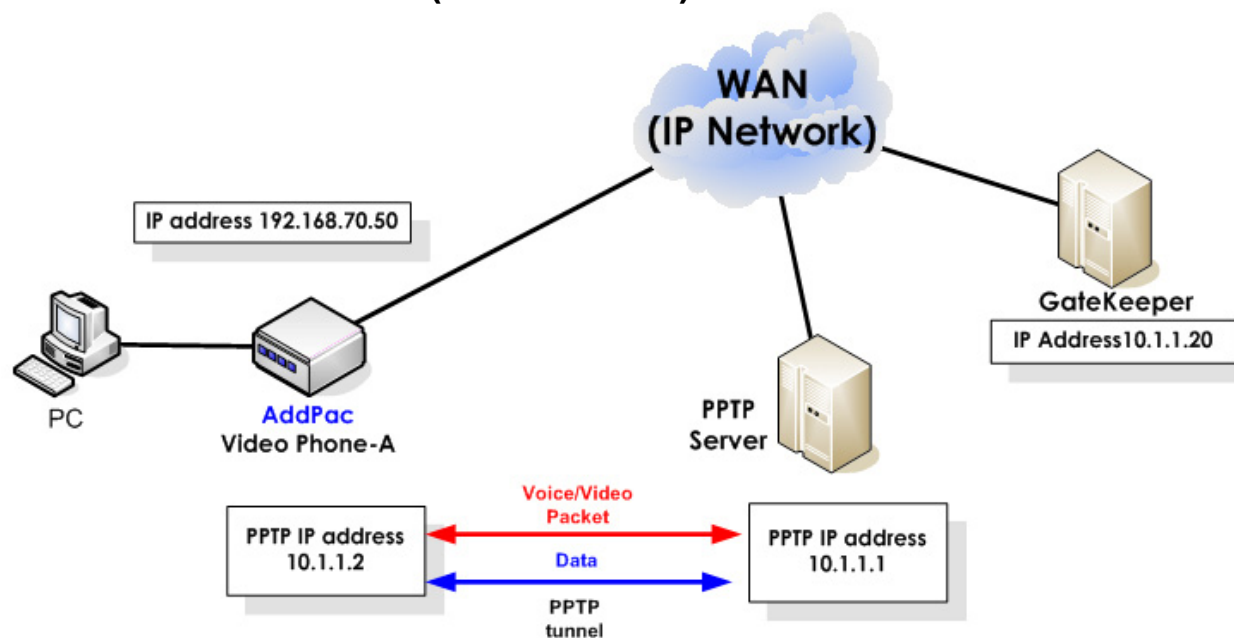 WAN
(IP Network)
IP address 192.168.70.50
GateKeeper
IP Address10.1.1.20
PC
AddPac
Video Phone-A
PPTP
Server
Voice/Video
Packet
PPTP IP address
10.1.1.2
PPTP IP address
10.1.1.1
Data
PPTP
tunnel